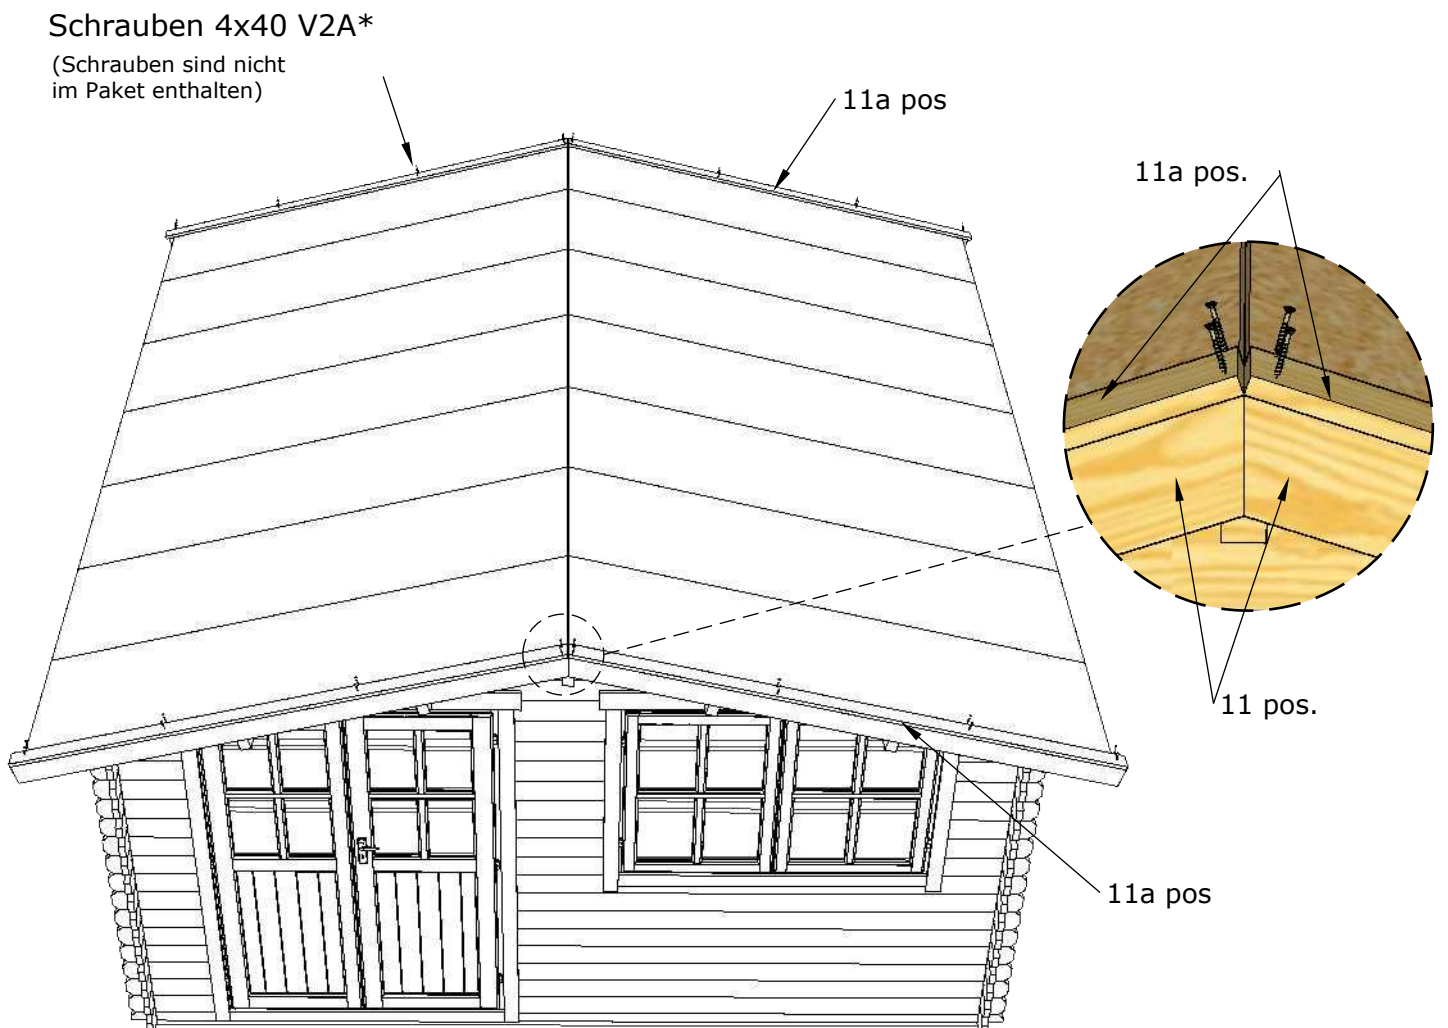 Schrauben 4x40 V2A*
(Schrauben sind nicht
im Paket enthalten)
11a pos
11a pos.
11 pos.
11a pos